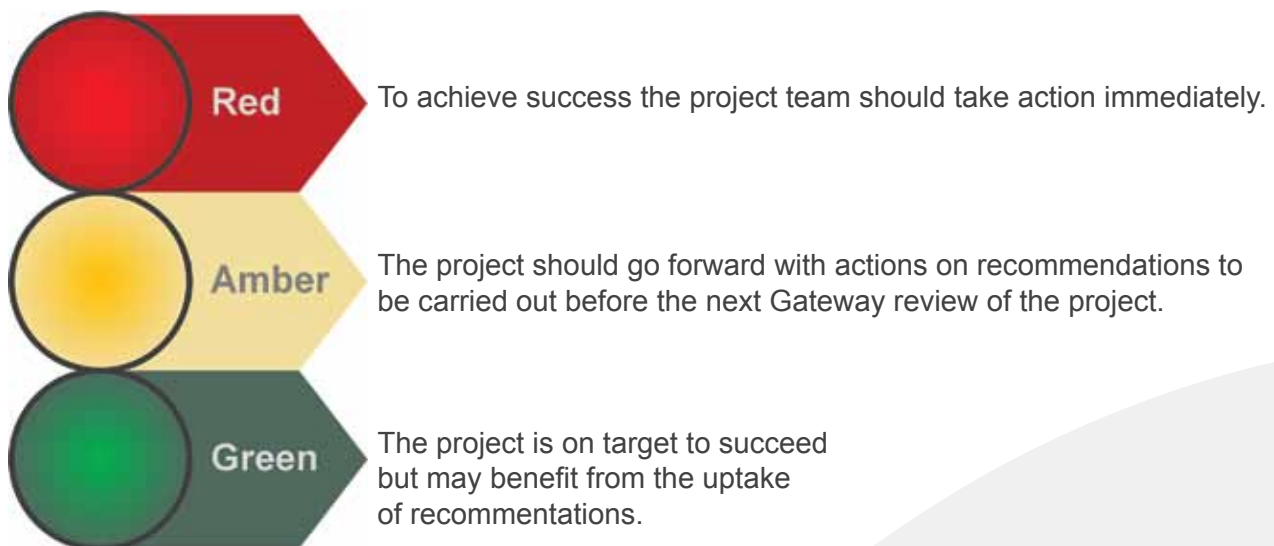 Red
To achieve success the project team should take action immediately.
Amber
The project should go forward with actions on recommendations to
be carried out before the next Gateway review of the project.
Green
The project is on target to succeed
but may benefit from the uptake
of recommentations.